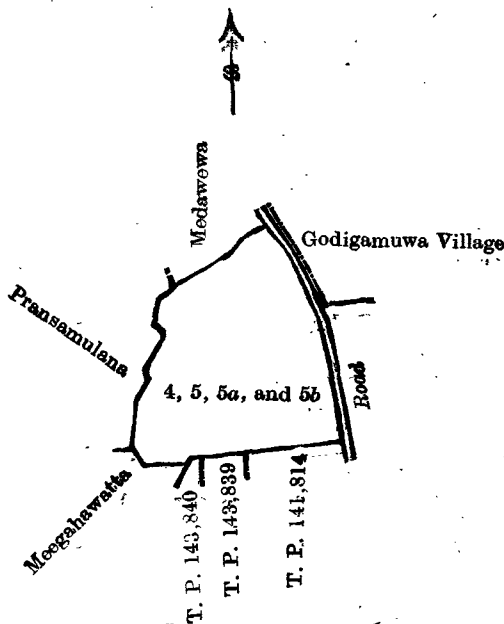 Medawewa
Godigamuwa Village
Pransamulana
4, 5, 5a, and 5b
Road
Meegahawatta
T. P. 143,840
T. P. 143,839
T. P. 141,814